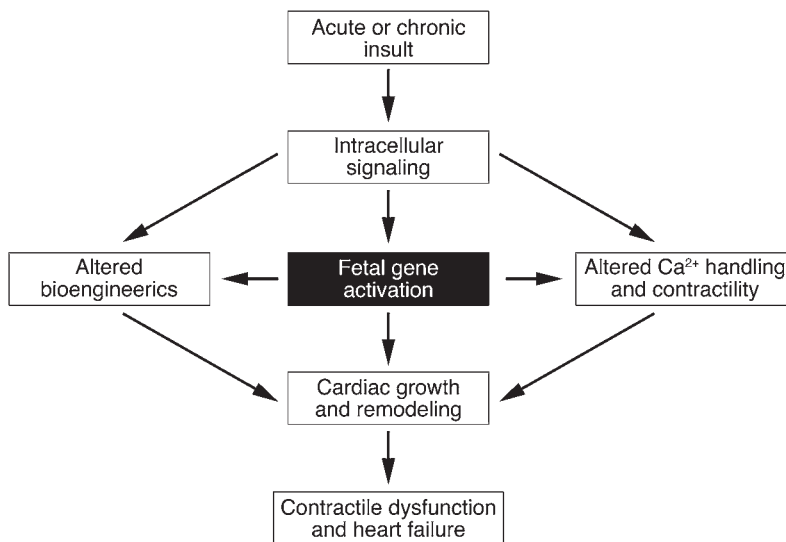 Acute or chronic
insult
Intracellular
signaling
Altered
bioengineerics
Fetal gene
activation
Altered Ca²⁺ handling
and contractility
Cardiac growth
and remodeling
Contractile dysfunction
and heart failure